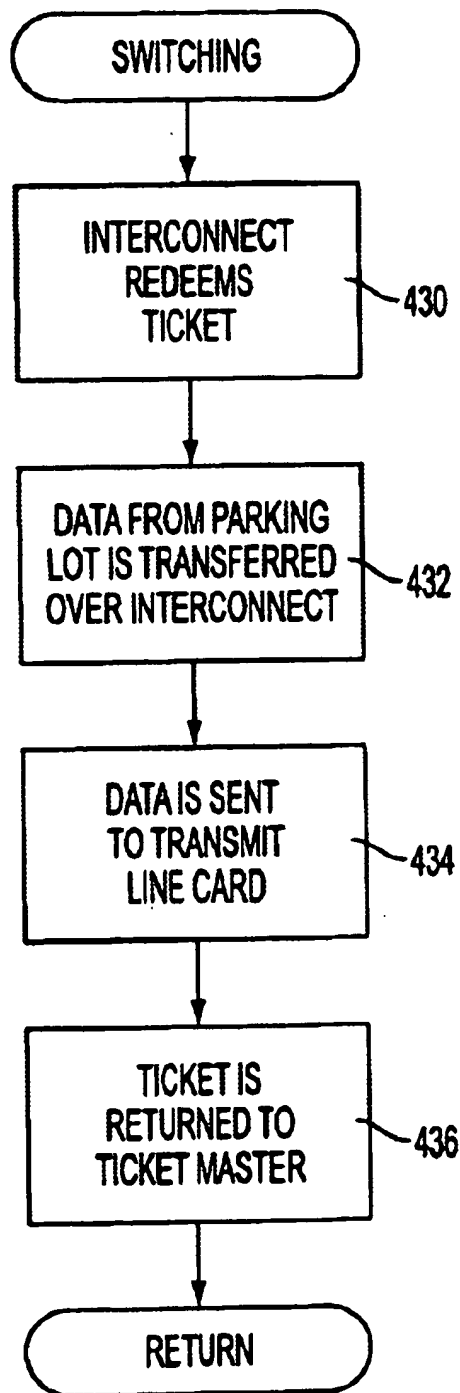 SWITCHING
INTERCONNECT
REDEEMS
TICKET
430
DATA FROM PARKING
LOT IS TRANSFERRED
OVER INTERCONNECT
432
DATA IS SENT
TO TRANSMIT
LINE CARD
434
TICKET IS
RETURNED TO
TICKET MASTER
436
RETURN